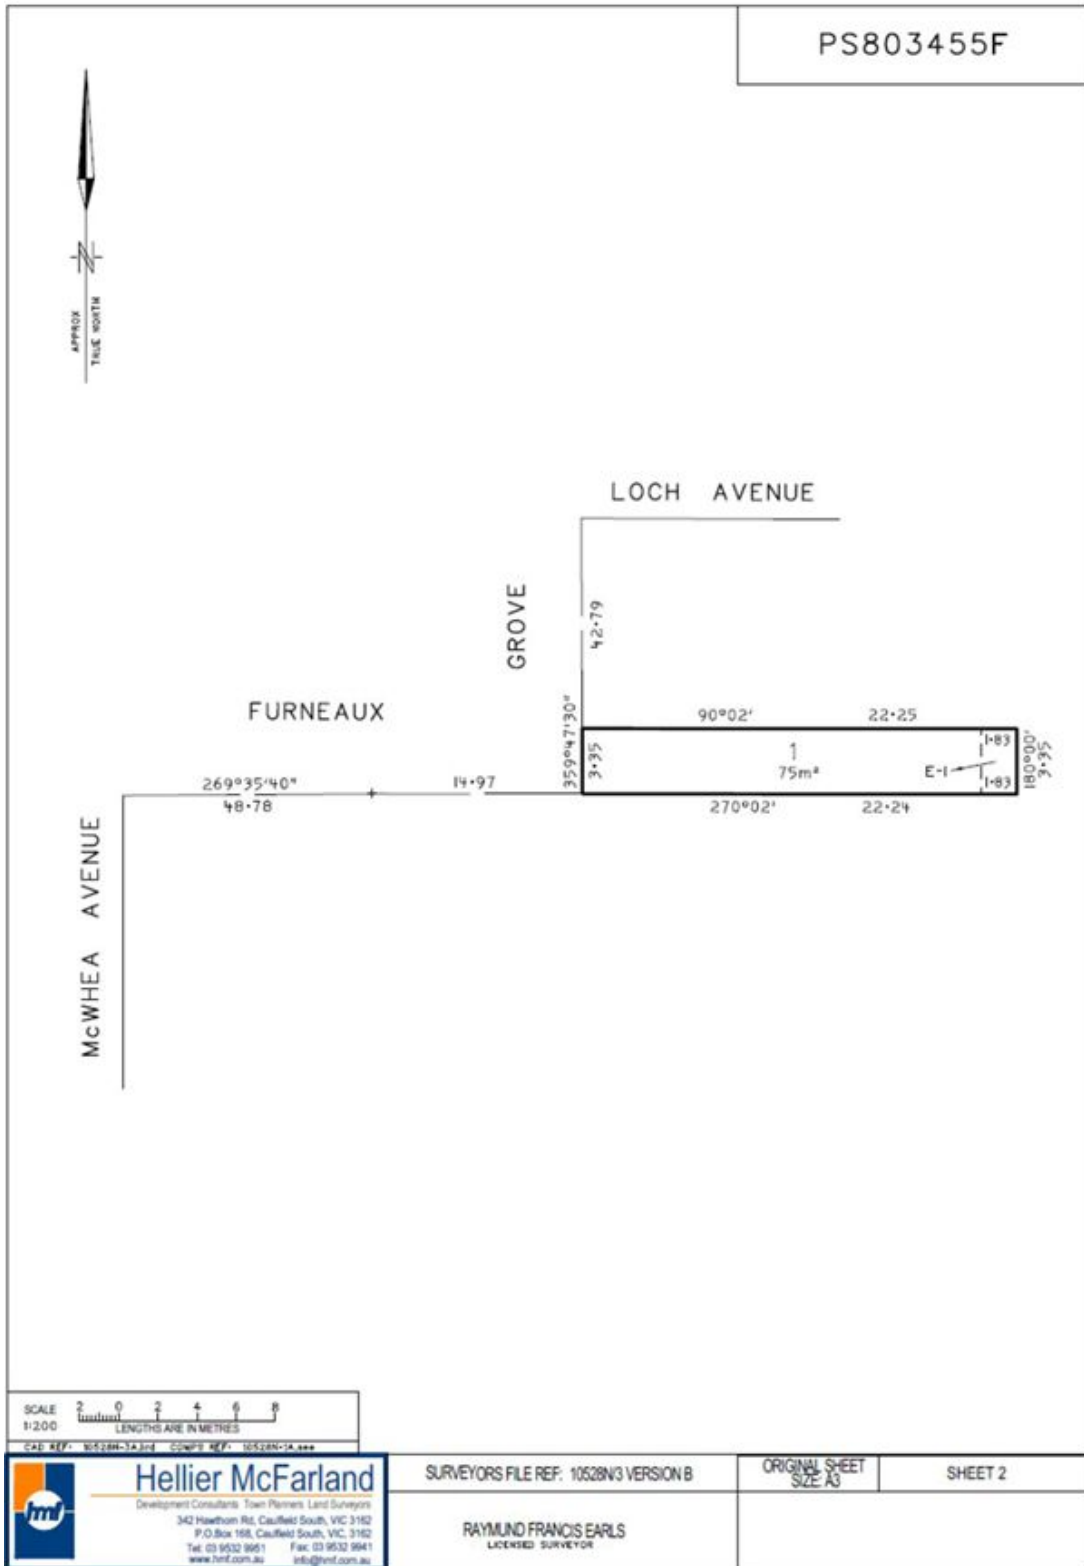 PS803455F
APPROX
TRUE NORTH
LOCH AVENUE
GROVE
42·79
FURNEAUX
359°47'30"
3·35
90°02' 22·25
1
75m²
E-1
1·83
1·83
180°00'
3·35
269°35'40" 14·97
48·78
270°02' 22·24
McWHEA AVENUE
SCALE
1:200
2 0 2 4 6 8
LENGTHS ARE IN METRES
CAD REF: 10528N-3A.lrd COMPS REF: 10528N-1A.see
hmf
Hellier McFarland
Development Consultants Town Planners Land Surveyors
342 Hawthorn Rd, Caulfield South, VIC 3162
P.O.Box 168, Caulfield South, VIC, 3162
Tel: 03 9532 9951 Fax: 03 9532 9941
www.hmf.com.au info@hmf.com.au
SURVEYORS FILE REF: 10528N/3 VERSION B
RAYMUND FRANCIS EARLS
LICENSED SURVEYOR
ORIGINAL SHEET
SIZE: A3
SHEET 2